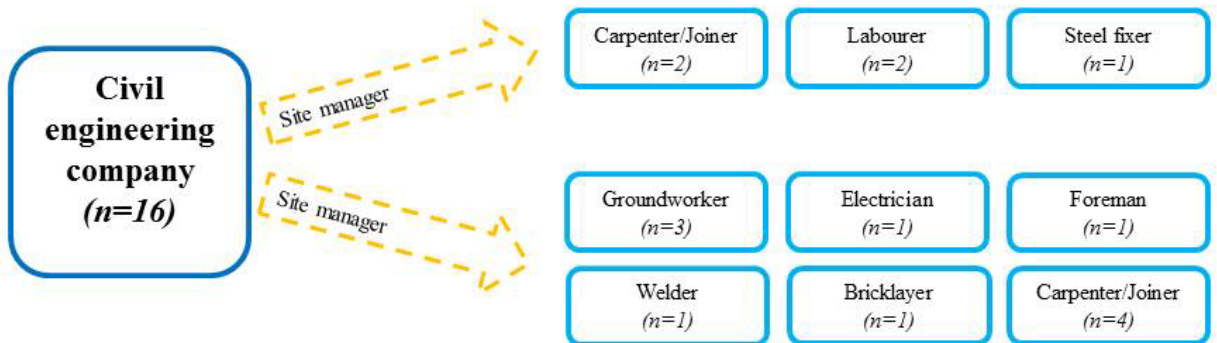 Civil
engineering
company
(n=16)
Site manager
Carpenter/Joiner
(n=2)
Labourer
(n=2)
Steel fixer
(n=1)
Site manager
Groundworker
(n=3)
Electrician
(n=1)
Foreman
(n=1)
Welder
(n=1)
Bricklayer
(n=1)
Carpenter/Joiner
(n=4)